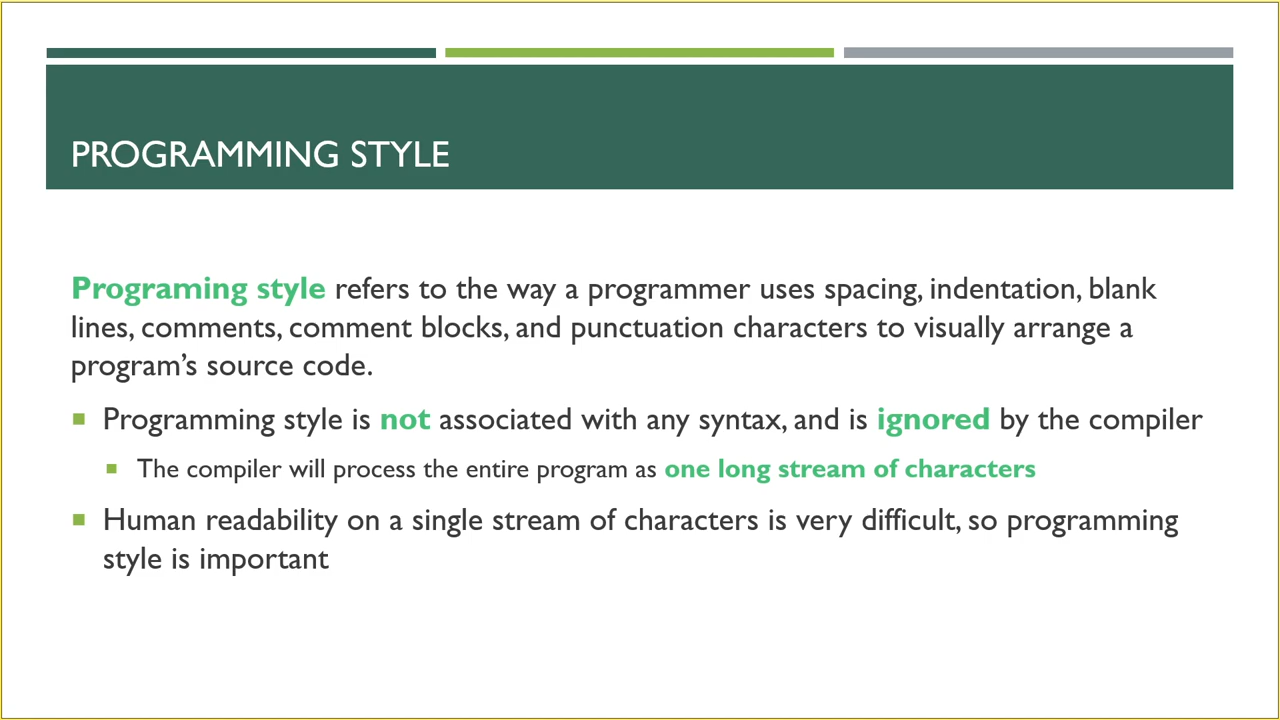 PROGRAMMING STYLE
Programing style refers to the way a programmer uses spacing, indentation, blank
lines, comments, comment blocks, and punctuation characters to visually arrange a
program’s source code.
Programming style is not associated with any syntax, and is ignored by the compiler
The compiler will process the entire program as one long stream of characters
Human readability on a single stream of characters is very difficult, so programming
style is important